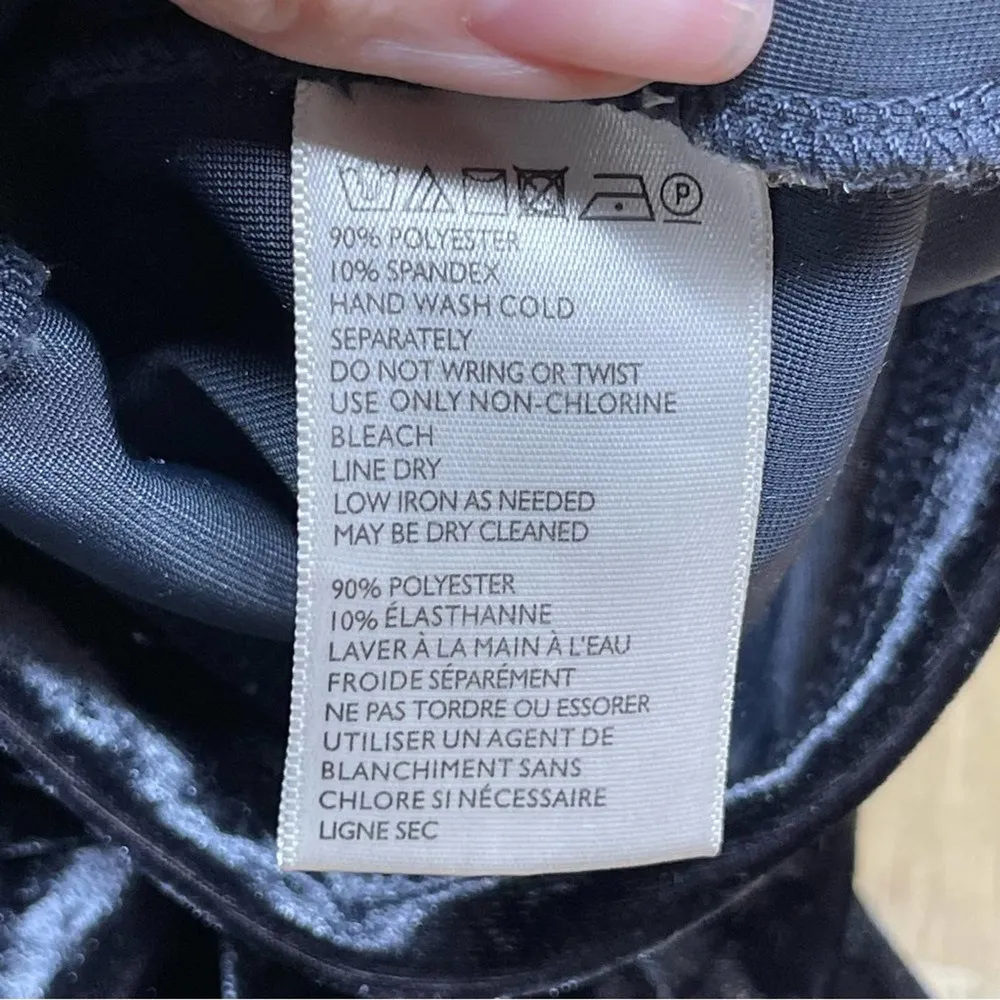 P
90% POLYESTER
10% SPANDEX
HAND WASH COLD
SEPARATELY
DO NOT WRING OR TWIST
USE ONLY NON-CHLORINE
BLEACH
LINE DRY
LOW IRON AS NEEDED
MAY BE DRY CLEANED
90% POLYESTER
10% ÉLASTHANNE
LAVER À LA MAIN À L'EAU
FROIDE SÉPARÉMENT
NE PAS TORDRE OU ESSORER
UTILISER UN AGENT DE
BLANCHIMENT SANS
CHLORE SI NÉCESSAIRE
LIGNE SEC